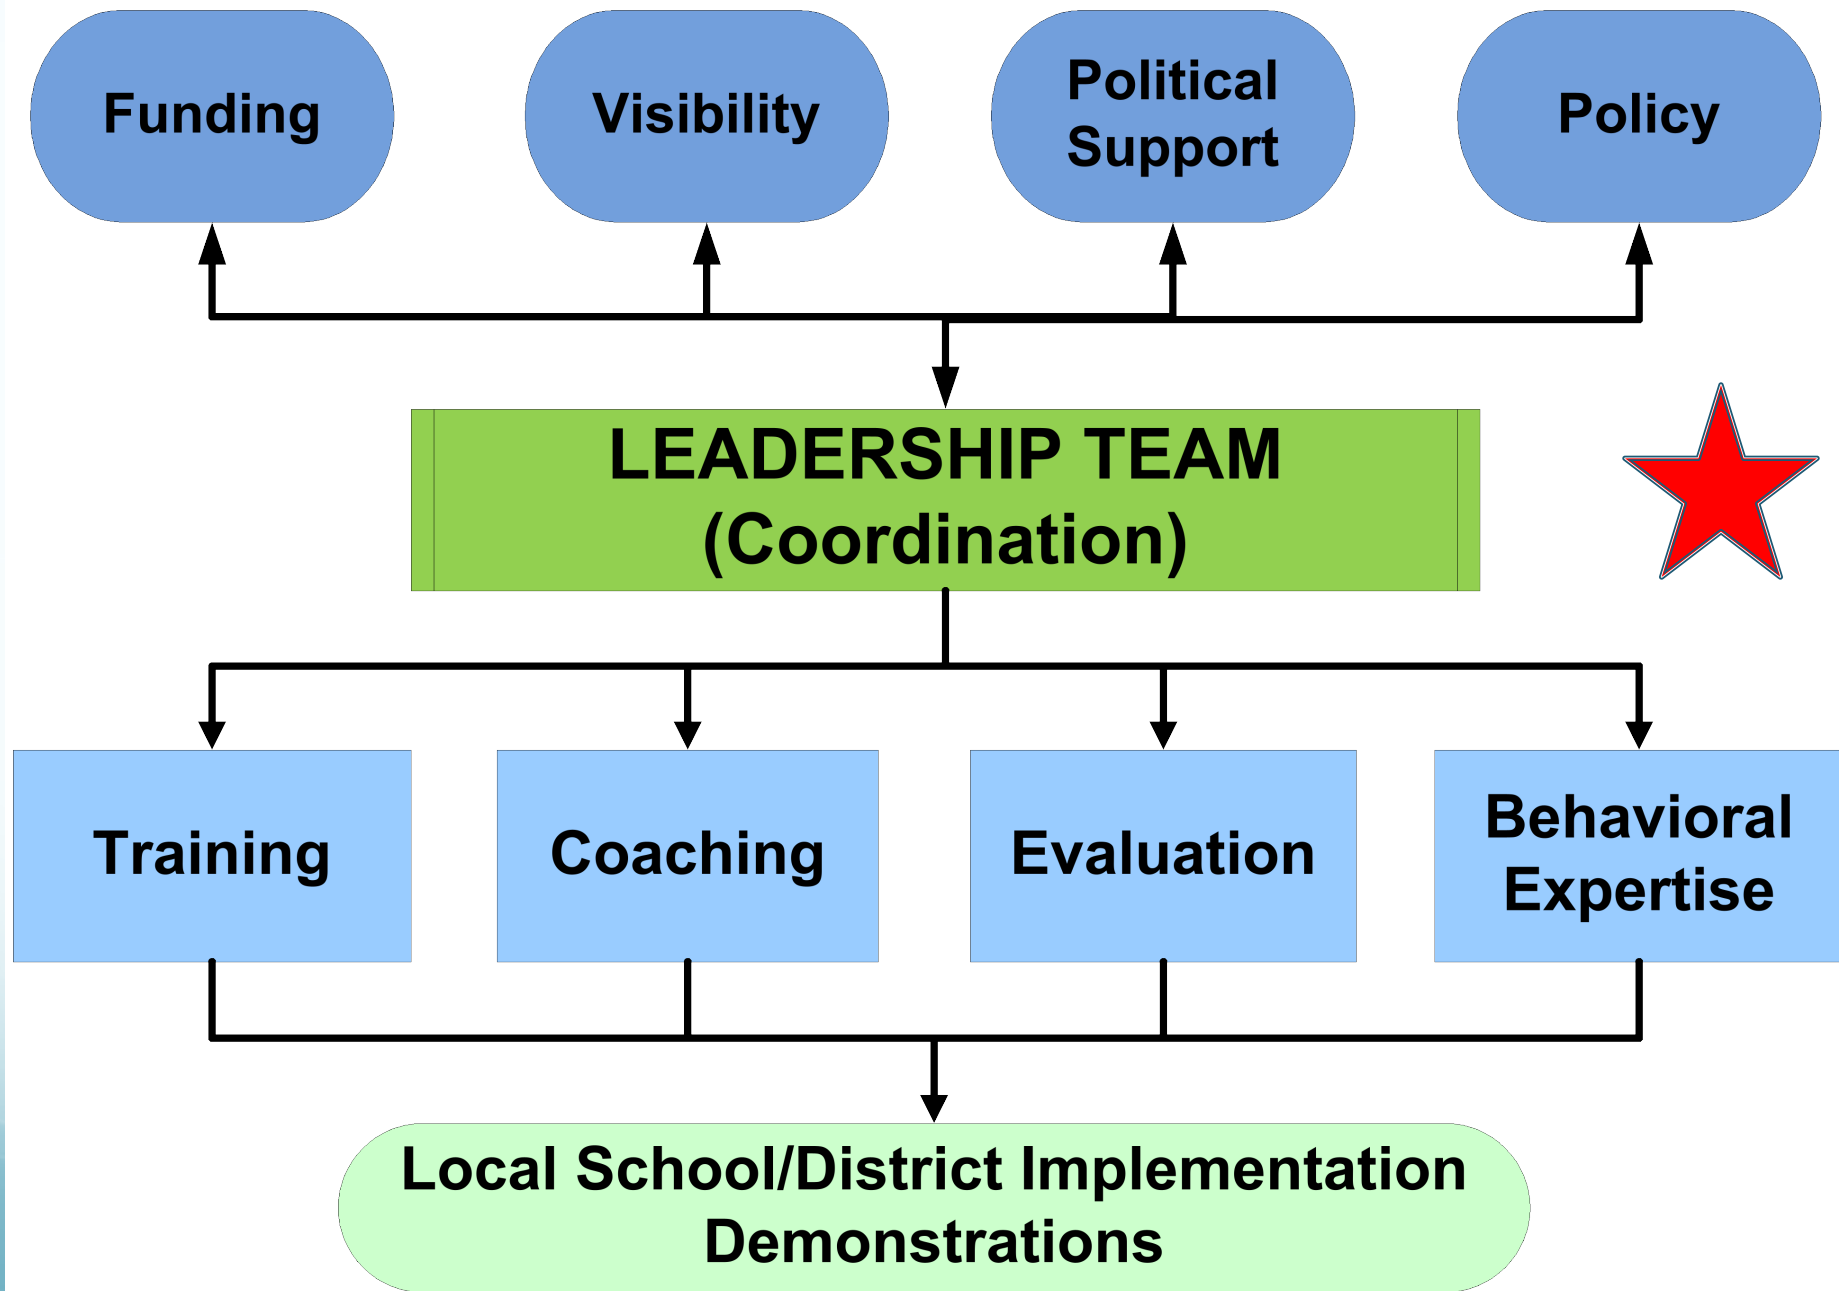 Funding
Visibility
Political
Support
Policy
LEADERSHIP TEAM
(Coordination)
Training
Coaching
Evaluation
Behavioral
Expertise
Local School/District Implementation
Demonstrations